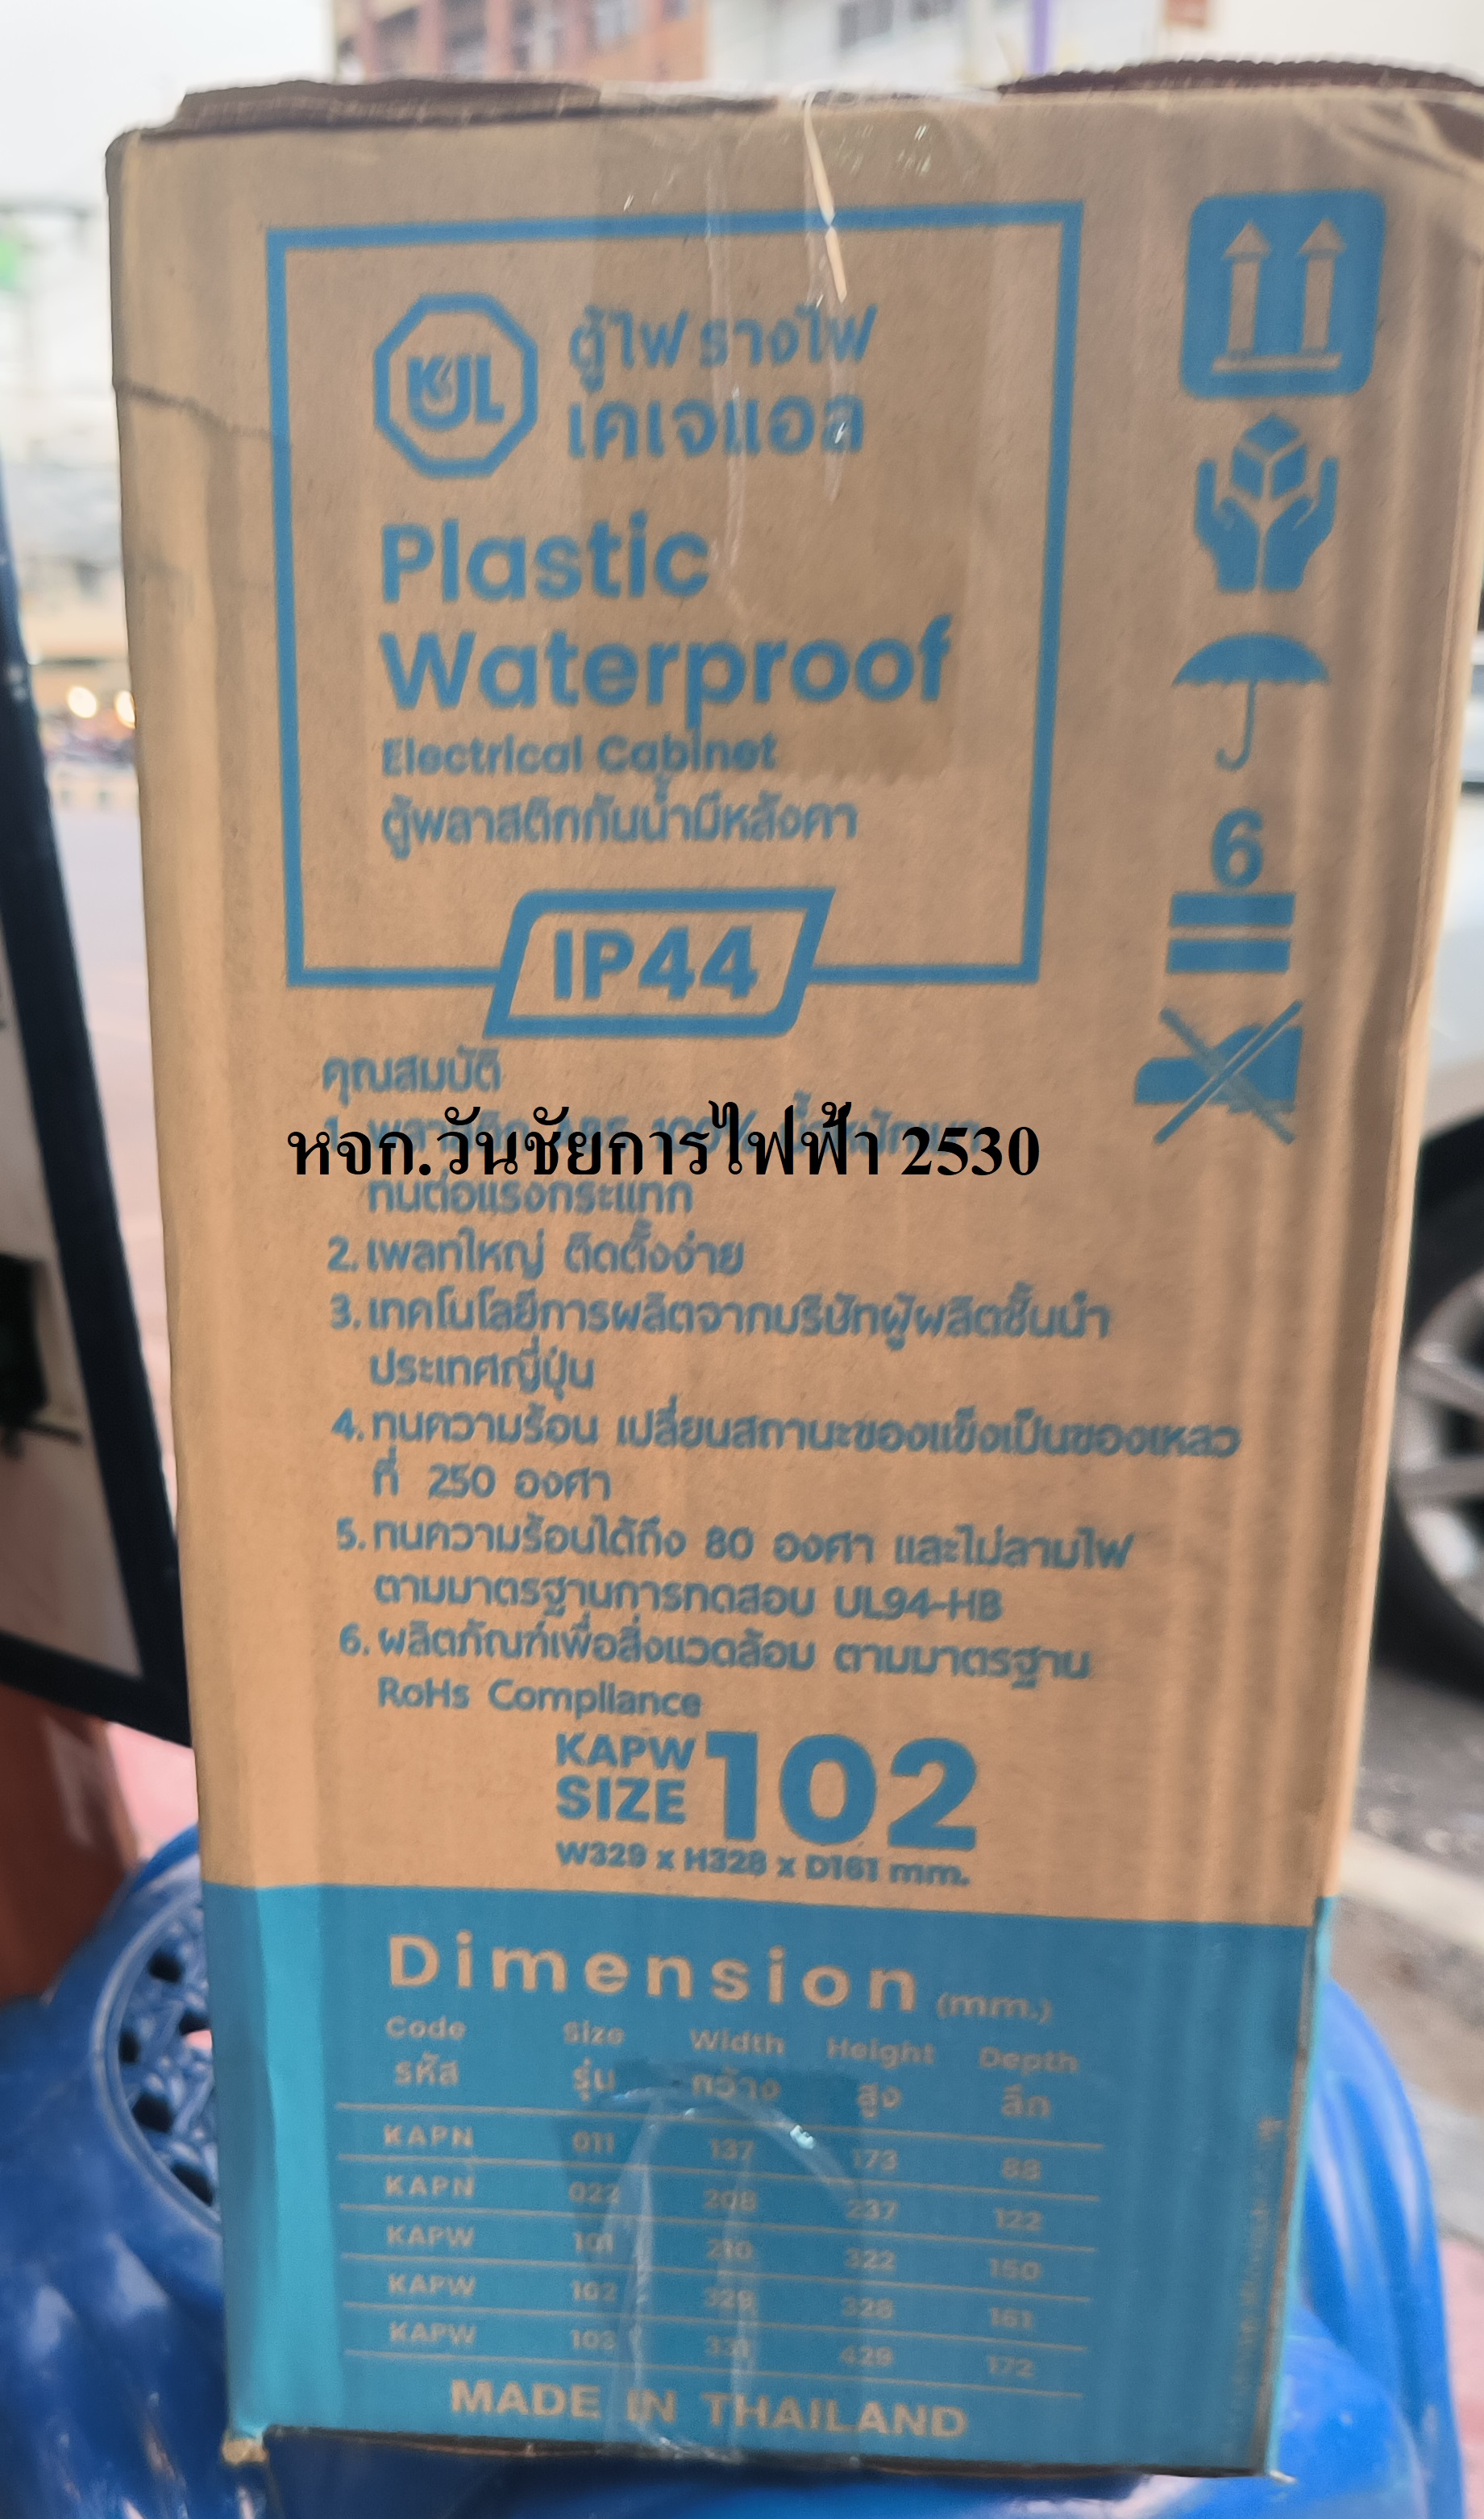 KJL
ตู้ไฟ รางไฟ
เคเจแอล
Plastic
Waterproof
Electrical Cabinet
ตู้พลาสติกกันน้ำมีหลังคา
IP44
6
คุณสมบัติ
หจก.วันชัยการไฟฟ้า 2530
ทนต่อแรงกระแทก
2. เพลทใหญ่ ติดตั้งง่าย
3. เทคโนโลยีการผลิตจากบริษัทผู้ผลิตชั้นนำ
ประเทศญี่ปุ่น
4. ทนความร้อน เปลี่ยนสถานะของแข็งเป็นของเหลว
ที่ 250 องศา
5. ทนความร้อนได้ถึง 80 องศา และไม่ลามไฟ
ตามมาตรฐานการทดสอบ UL94-HB
6. ผลิตภัณฑ์เพื่อสิ่งแวดล้อม ตามมาตรฐาน
RoHs Compliance
KAPW SIZE 102
W329 x H328 x D161 mm.
Dimension (mm.)
Code Size Width Height Depth
รหัส รุ่น กว้าง สูง ลึก
KAPN 011 137 173 88
KAPN 022 208 237 122
KAPW 101 210 322 150
KAPW 102 329 328 161
KAPW 103 331 429 172
MADE IN THAILAND